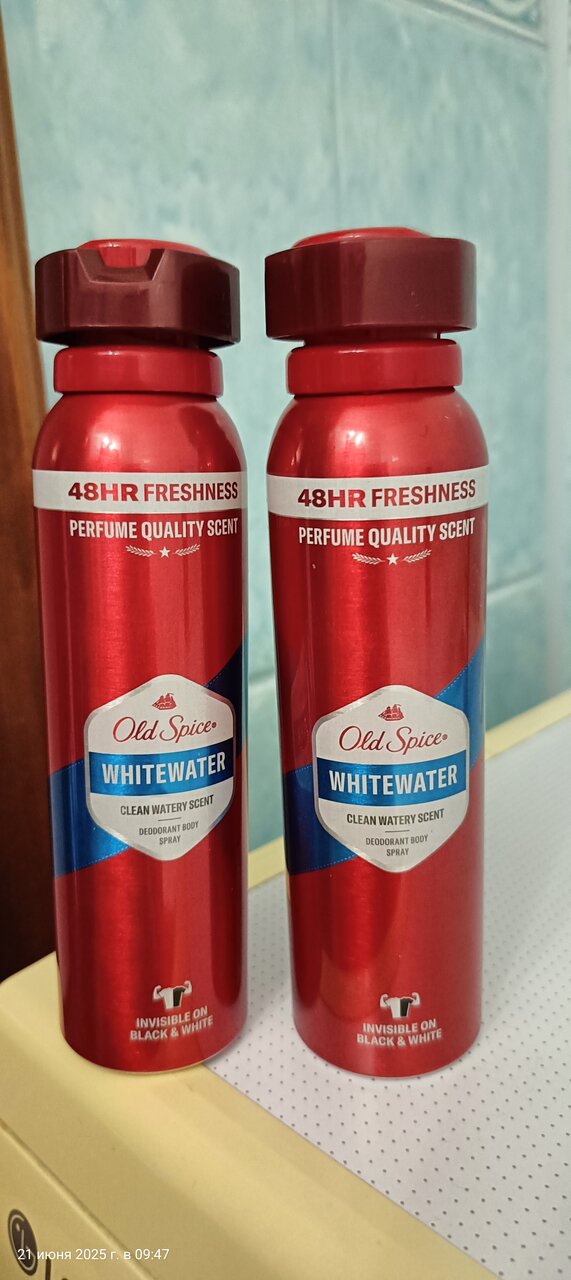 48HR FRESHNESS
PERFUME QUALITY SCENT
Old Spice®
WHITEWATER
CLEAN WATERY SCENT
DEODORANT BODY
SPRAY
INVISIBLE ON
BLACK & WHITE
48HR FRESHNESS
PERFUME QUALITY SCENT
Old Spice®
WHITEWATER
CLEAN WATERY SCENT
DEODORANT BODY
SPRAY
INVISIBLE ON
BLACK & WHITE
21 июня 2025 г. в 09:47